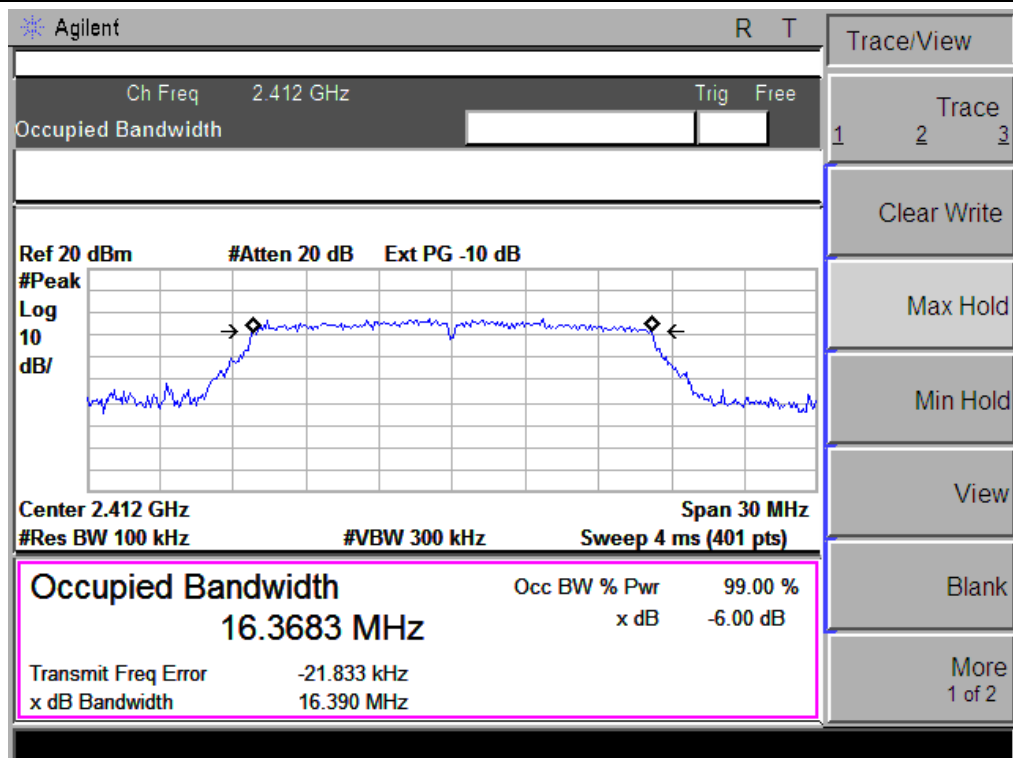 Agilent R T
Trace/View
Ch Freq 2.412 GHz Trig Free
Occupied Bandwidth
Trace
1 2 3
Clear Write
Max Hold
Min Hold
View
Blank
More
1 of 2
Ref 20 dBm #Atten 20 dB Ext PG -10 dB
#Peak
Log
10
dB/
Center 2.412 GHz Span 30 MHz
#Res BW 100 kHz #VBW 300 kHz Sweep 4 ms (401 pts)
Occupied Bandwidth Occ BW % Pwr 99.00 %
16.3683 MHz x dB -6.00 dB
Transmit Freq Error -21.833 kHz
x dB Bandwidth 16.390 MHz